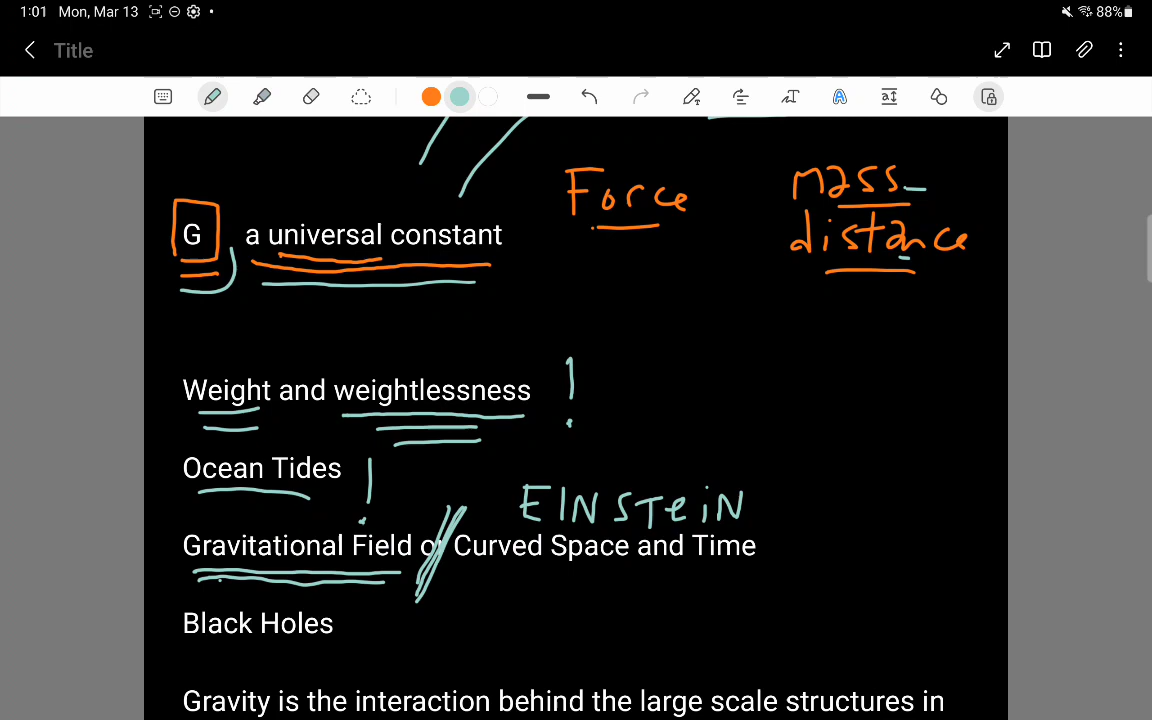 1:01 Mon, Mar 13
88%
Title
Force
mass
distance
G a universal constant
Weight and weightlessness !
Ocean Tides !
EINSTEiN
Gravitational Field or Curved Space and Time
Black Holes
Gravity is the interaction behind the large scale structures in